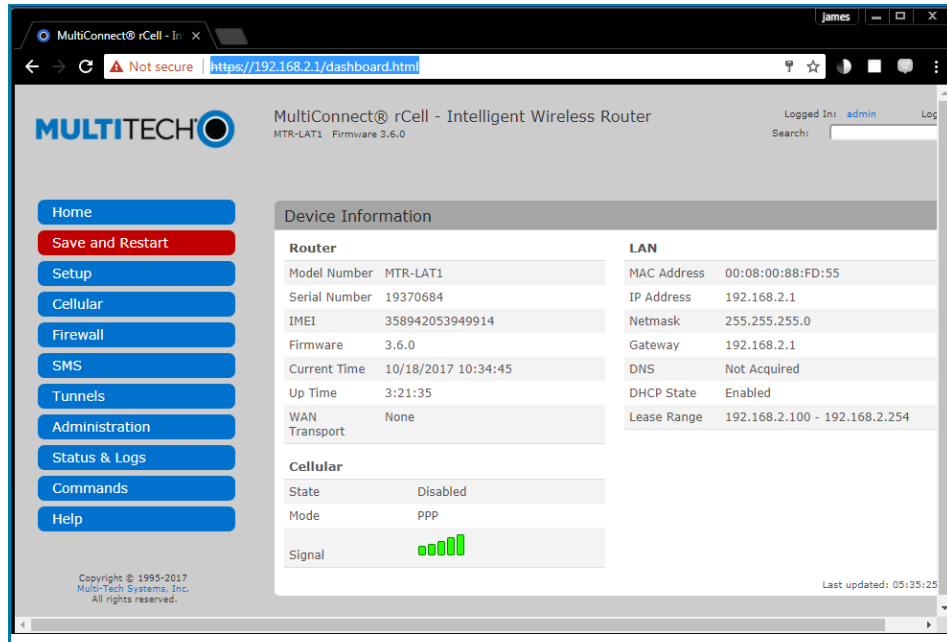 james
MultiConnect® rCell - In
Not secure | https://192.168.2.1/dashboard.html
MULTITECH
MultiConnect® rCell - Intelligent Wireless Router
MTR-LAT1 Firmware 3.6.0
Logged In: admin Log
Search:
Home
Save and Restart
Setup
Cellular
Firewall
SMS
Tunnels
Administration
Status & Logs
Commands
Help
Copyright © 1995-2017
Multi-Tech Systems, Inc.
All rights reserved.
Device Information
Router
Model Number MTR-LAT1
Serial Number 19370684
IMEI 358942053949914
Firmware 3.6.0
Current Time 10/18/2017 10:34:45
Up Time 3:21:35
WAN None
Transport
Cellular
State Disabled
Mode PPP
Signal
LAN
MAC Address 00:08:00:88:FD:55
IP Address 192.168.2.1
Netmask 255.255.255.0
Gateway 192.168.2.1
DNS Not Acquired
DHCP State Enabled
Lease Range 192.168.2.100 - 192.168.2.254
Last updated: 05:35:25